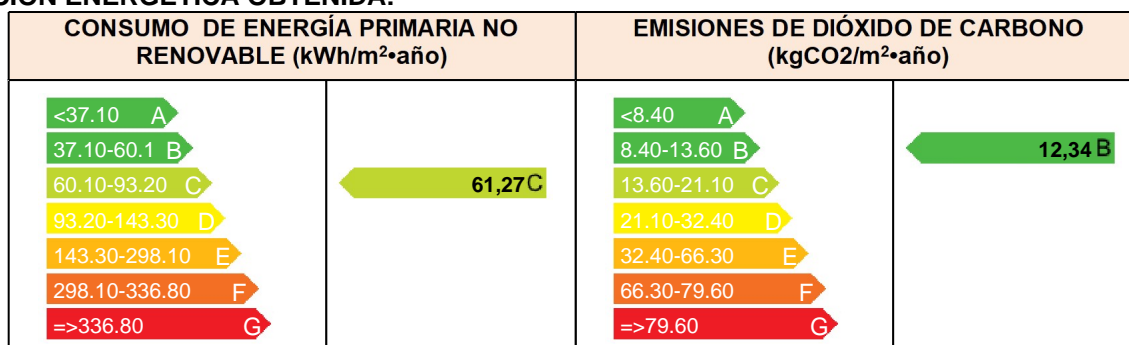 SIÓN ENERGÉTICA OBTENIDA:
CONSUMO DE ENERGÍA PRIMARIA NO
RENOVABLE (kWh/m²•año)
<37.10 A
37.10-60.1 B
60.10-93.20 C
93.20-143.30 D
143.30-298.10 E
298.10-336.80 F
=>336.80 G
61,27 C
EMISIONES DE DIÓXIDO DE CARBONO
(kgCO2/m²•año)
<8.40 A
8.40-13.60 B
13.60-21.10 C
21.10-32.40 D
32.40-66.30 E
66.30-79.60 F
=>79.60 G
12,34 B